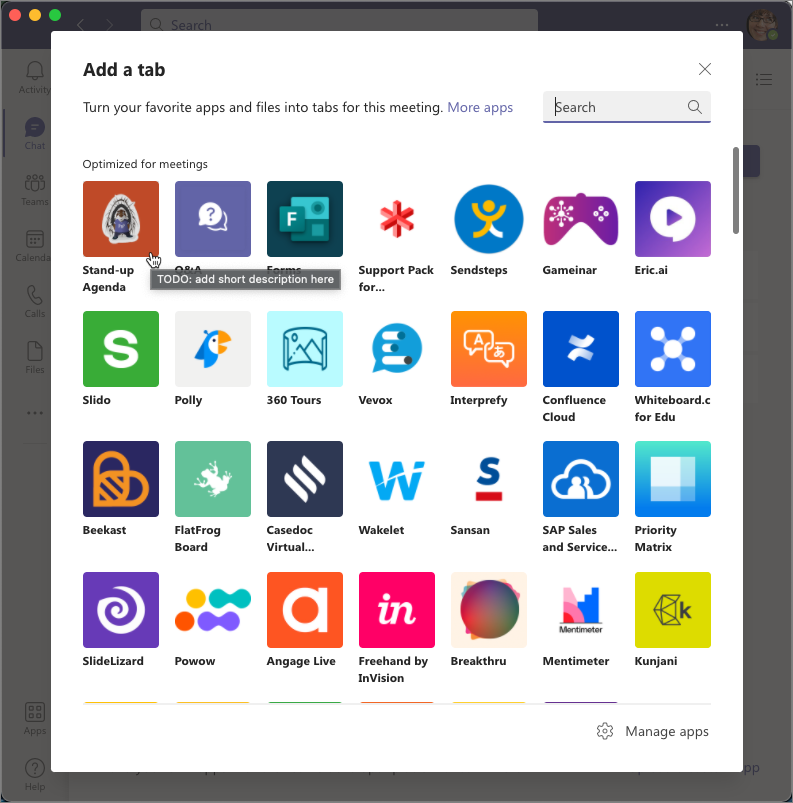 Search
Add a tab
Activity
Turn your favorite apps and files into tabs for this meeting. More apps
Search
Chat
Optimized for meetings
Teams
Calenda
Calls
Files
F
Stand-up
Agenda
Q&A
Forms
Support Pack
for...
Sendsteps
Gameinar
Eric.ai
TODO: add short description here
S
A あ
Slido
Polly
360 Tours
Vevox
Interprefy
Confluence
Cloud
Whiteboard.c
for Edu
S
Beekast
FlatFrog
Board
Casedoc
Virtual...
Wakelet
Sansan
SAP Sales
and Service...
Priority
Matrix
a
in
Mentimeter
k
SlideLizard
Powow
Angage Live
Freehand by
InVision
Breakthru
Mentimeter
Kunjani
Apps
Manage apps
Help